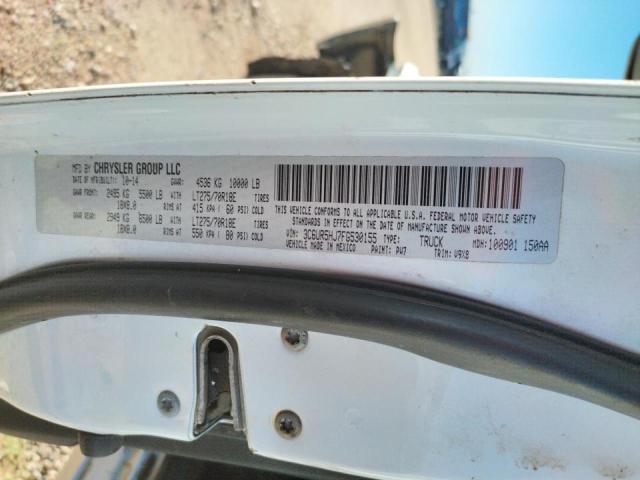 MFD BY CHRYSLER GROUP LLC
DATE OF MFR(BUILT): 10-14 GVWR: 4536 KG 10000 LB
GAWR FRONT: 2495 KG 5500 LB LT275/70R18E TIRES
18X8.0 RIMS AT 415 KPA ( 60 PSI) COLD
GAWR REAR: 2949 KG 6500 LB LT275/70R18E TIRES
18X8.0 RIMS AT 550 KPA ( 80 PSI) COLD
THIS VEHICLE CONFORMS TO ALL APPLICABLE U.S.A. FEDERAL MOTOR VEHICLE SAFETY
STANDARDS IN EFFECT ON THE DATE OF MANUFACTURE SHOWN ABOVE.
VIN: 3C6UR5HJ7FG530155 TYPE: TRUCK MDH: 100901 150AA
VEHICLE MADE IN MEXICO PAINT: PW7 TRIM: V9X8